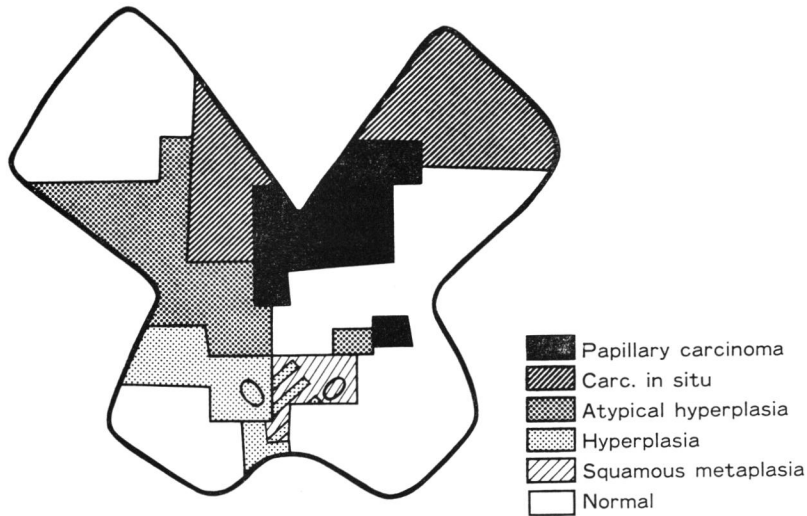 Papillary carcinoma
Carc. in situ
Atypical hyperplasia
Hyperplasia
Squamous metaplasia
Normal